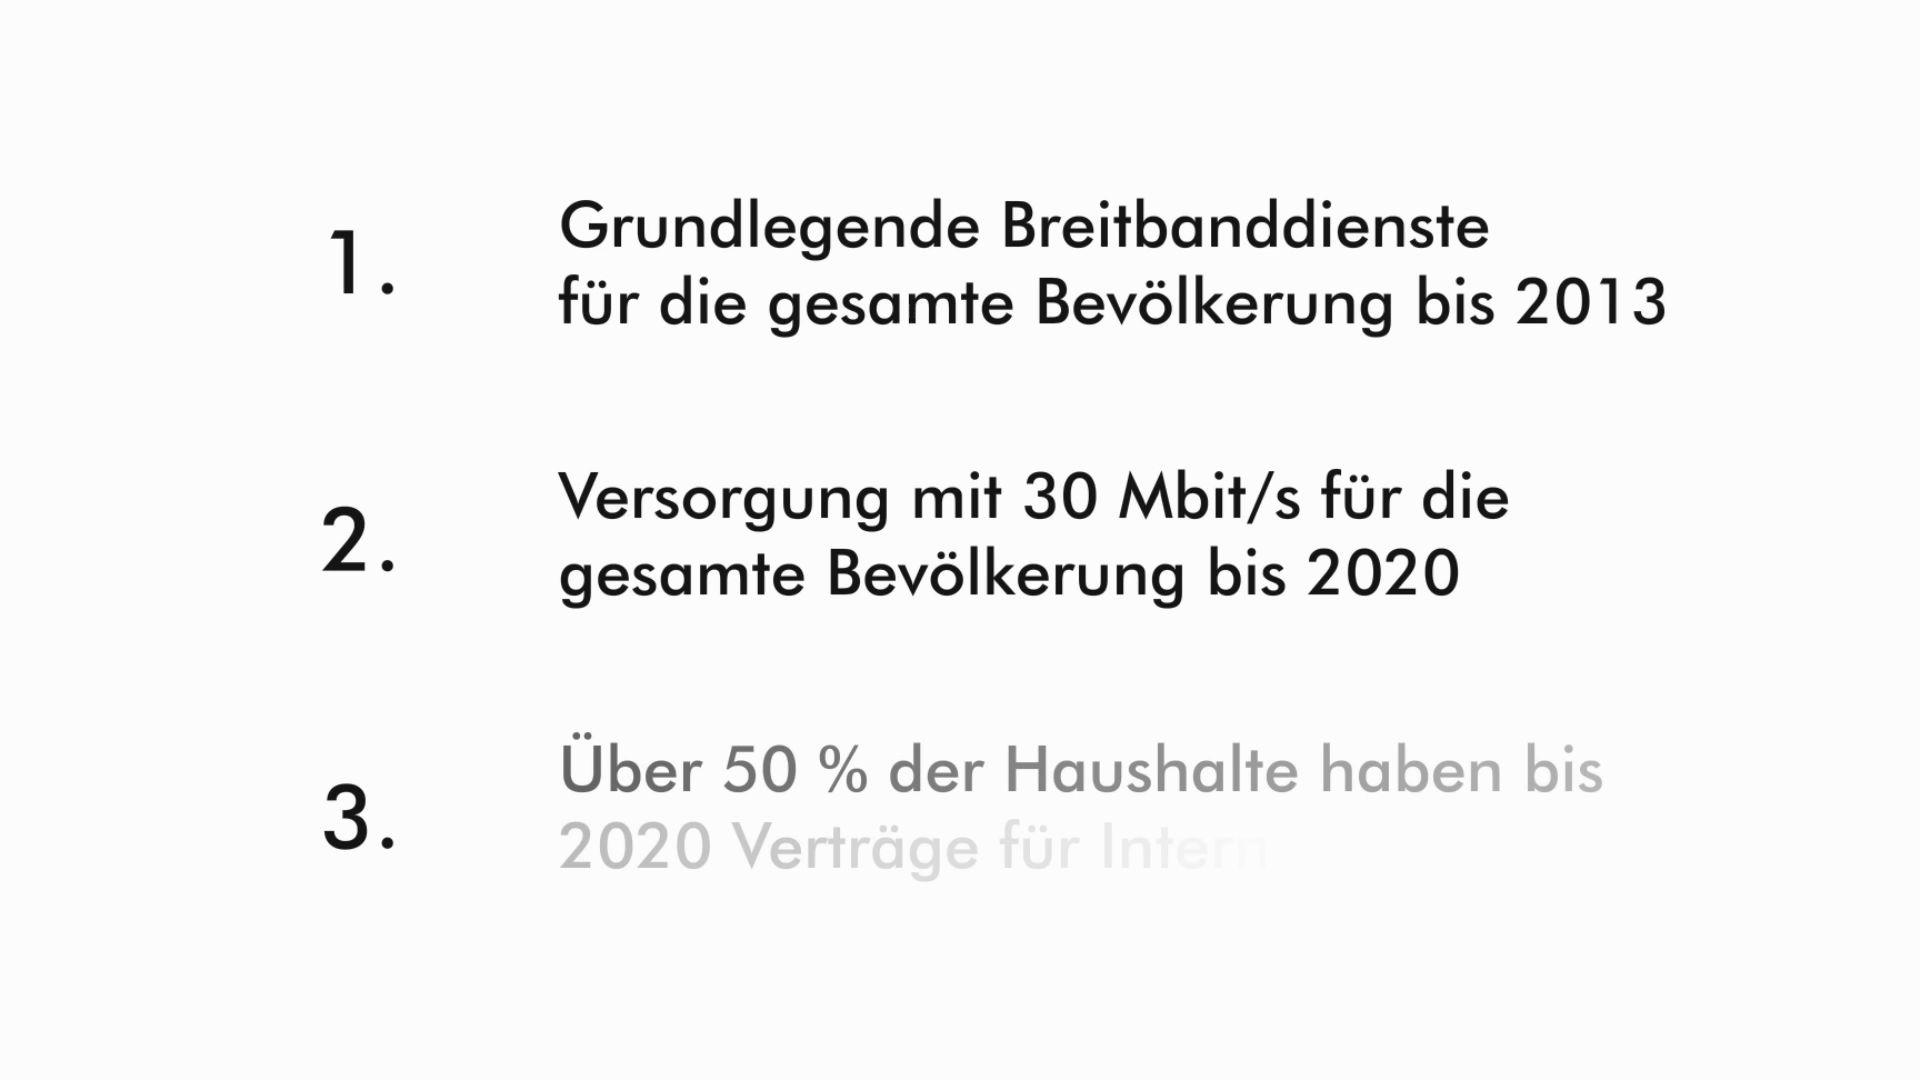 1. Grundlegende Breitbanddienste
für die gesamte Bevölkerung bis 2013
2. Versorgung mit 30 Mbit/s für die
gesamte Bevölkerung bis 2020
3. Über 50 % der Haushalte haben bis
2020 Verträge für Intern